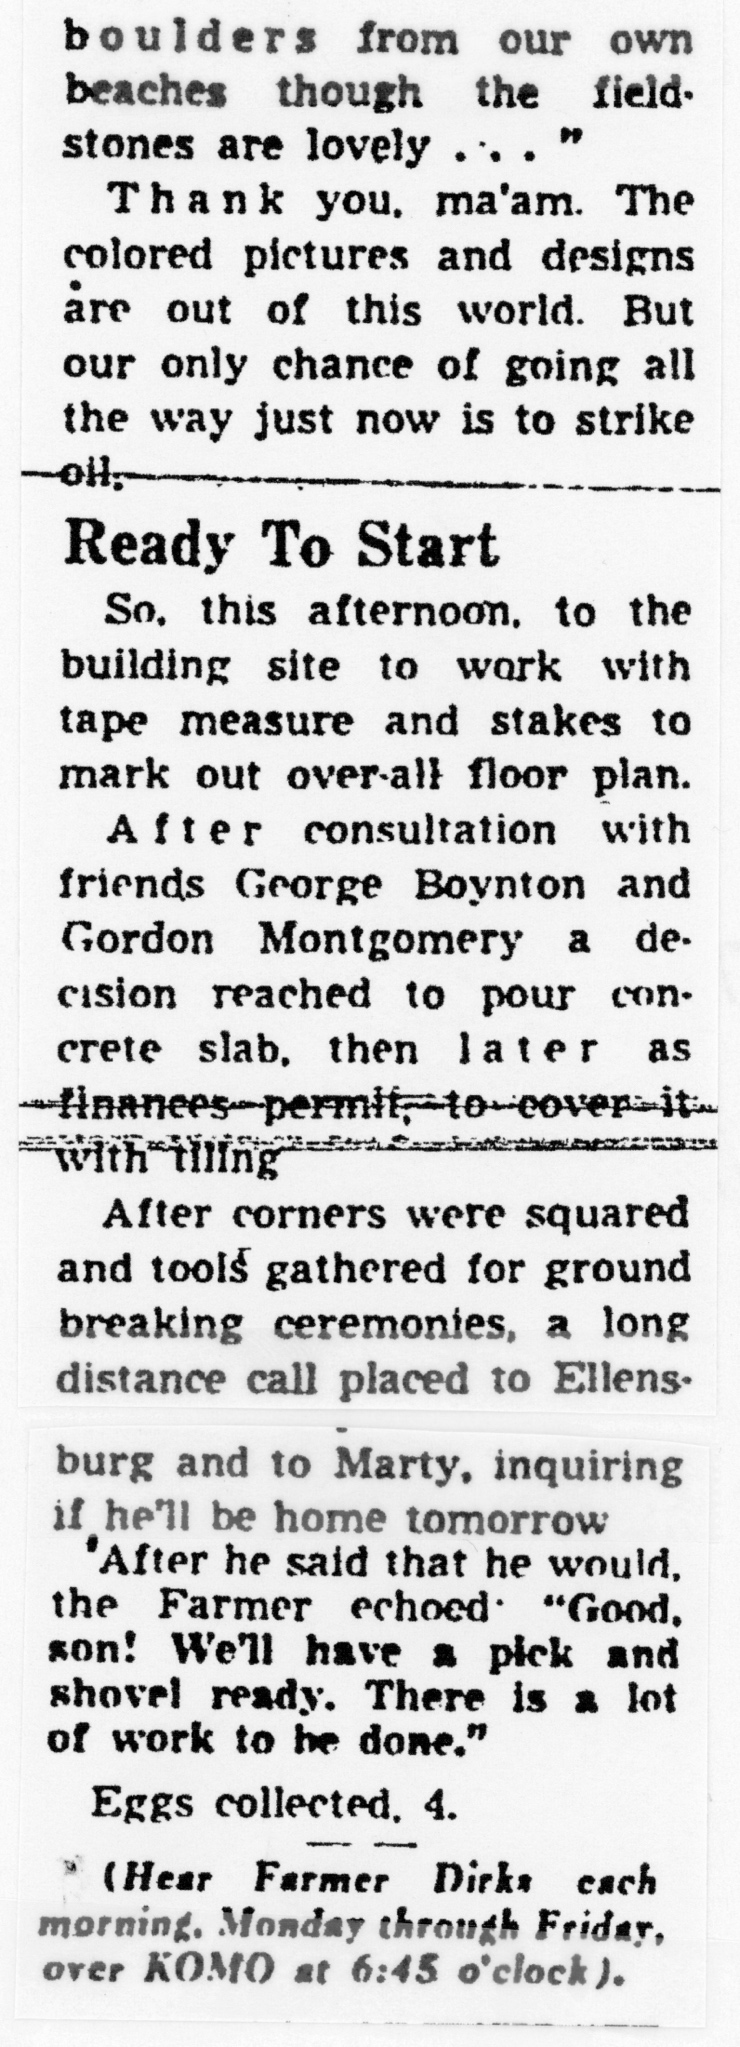 boulders from our own
beaches though the field-
stones are lovely . . . . "
Thank you, ma'am. The
colored pictures and designs
are out of this world. But
our only chance of going all
the way just now is to strike
oil.
Ready To Start
So, this afternoon, to the
building site to work with
tape measure and stakes to
mark out over-all floor plan.
After consultation with
friends George Boynton and
Gordon Montgomery a de-
cision reached to pour con-
crete slab, then later as
finances permit, to cover it
with tiling
After corners were squared
and tools gathered for ground
breaking ceremonies, a long
distance call placed to Ellens-
burg and to Marty, inquiring
if he'll be home tomorrow
'After he said that he would,
the Farmer echoed· "Good,
son! We'll have a pick and
shovel ready. There is a lot
of work to be done."
Eggs collected, 4.
(Hear Farmer Dirks each
morning, Monday through Friday,
over KOMO at 6:45 o'clock).